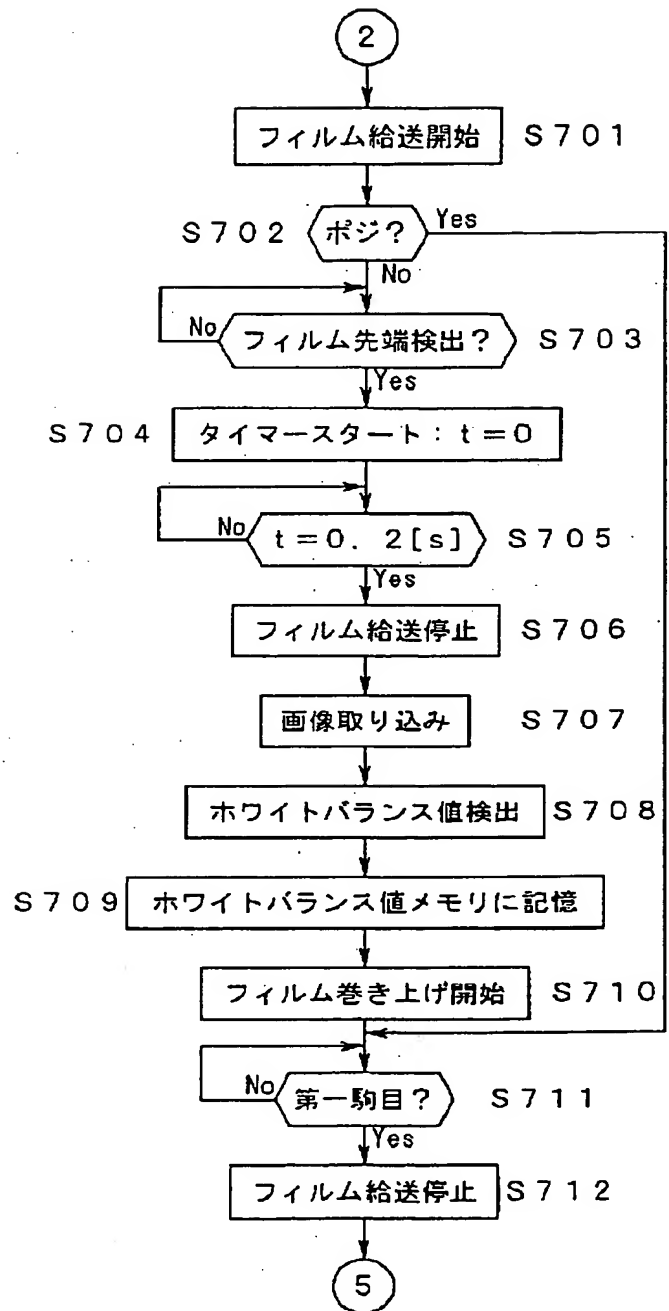 2
フィルム給送開始 S701
S702 ポジ? Yes
No
No フィルム先端検出? S703
Yes
S704 タイマースタート:t=0
No t=0.2[s] S705
Yes
フィルム給送停止 S706
画像取り込み S707
ホワイトバランス値検出 S708
S709 ホワイトバランス値メモリに記憶
フィルム巻き上げ開始 S710
No 第一駒目? S711
Yes
フィルム給送停止 S712
5